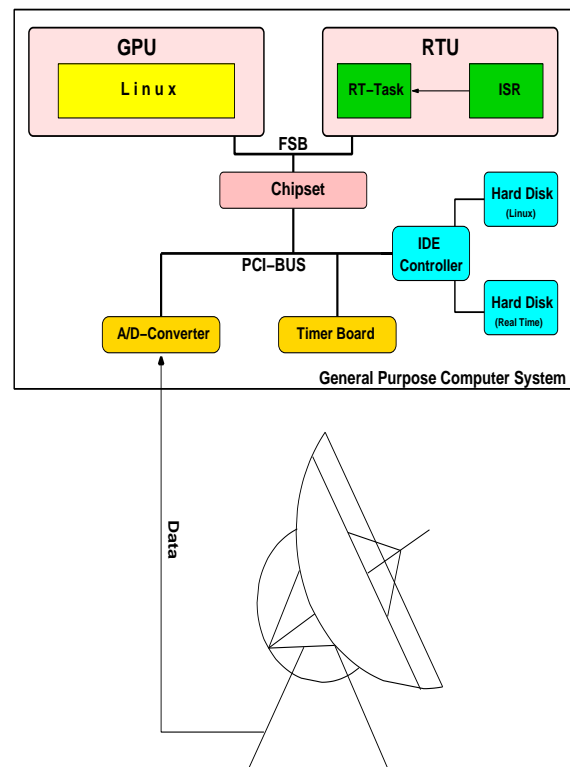 GPU
RTU
Linux
RT-Task
ISR
FSB
Chipset
Hard Disk
(Linux)
IDE
Controller
PCI-BUS
Hard Disk
(Real Time)
A/D-Converter
Timer Board
General Purpose Computer System
Data